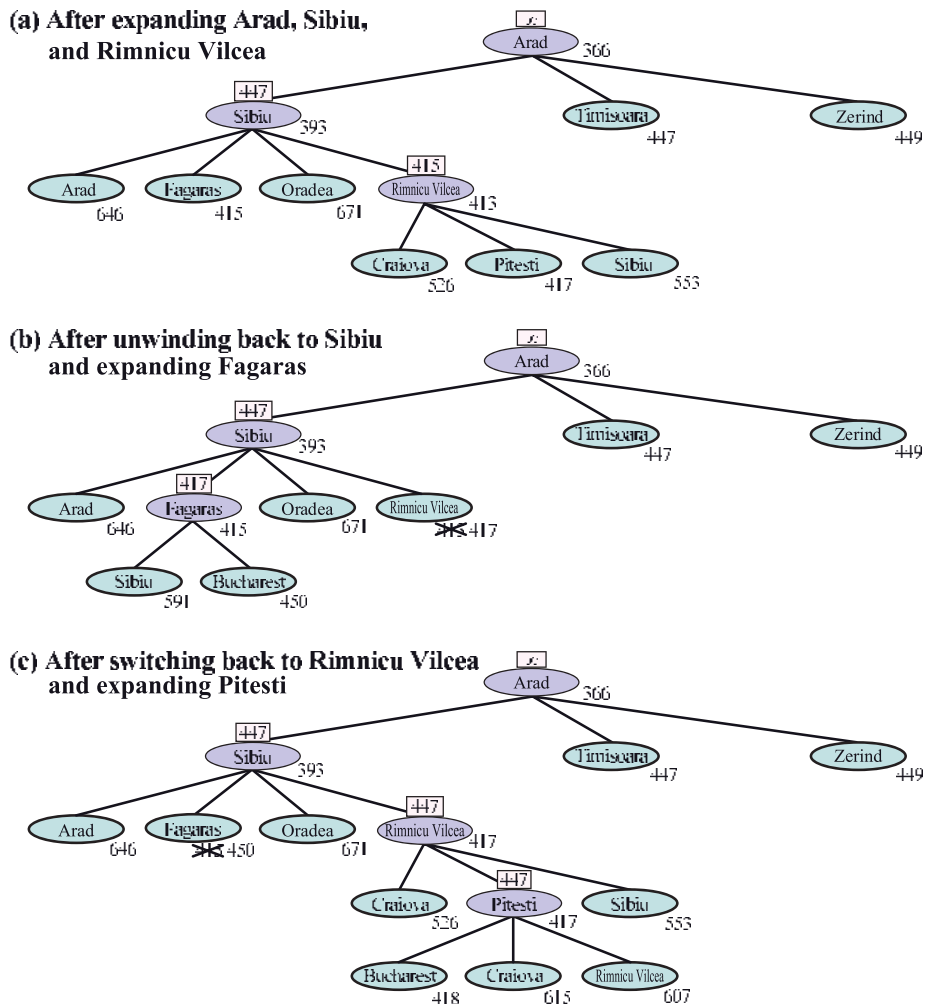 (a) After expanding Arad, Sibiu,
and Rimnicu Vilcea
∞
Arad
366
447
Sibiu
393
Timisoara
447
Zerind
449
Arad
646
Fagaras
415
Oradea
671
415
Rimnicu Vilcea
413
Craiova
526
Pitesti
417
Sibiu
553
(b) After unwinding back to Sibiu
and expanding Fagaras
∞
Arad
366
447
Sibiu
393
Timisoara
447
Zerind
449
Arad
646
417
Fagaras
415
Oradea
671
Rimnicu Vilcea
413 417
Sibiu
591
Bucharest
450
(c) After switching back to Rimnicu Vilcea
and expanding Pitesti
∞
Arad
366
447
Sibiu
393
Timisoara
447
Zerind
449
Arad
646
Fagaras
415 450
Oradea
671
447
Rimnicu Vilcea
417
Craiova
526
447
Pitesti
417
Sibiu
553
Bucharest
418
Craiova
615
Rimnicu Vilcea
607